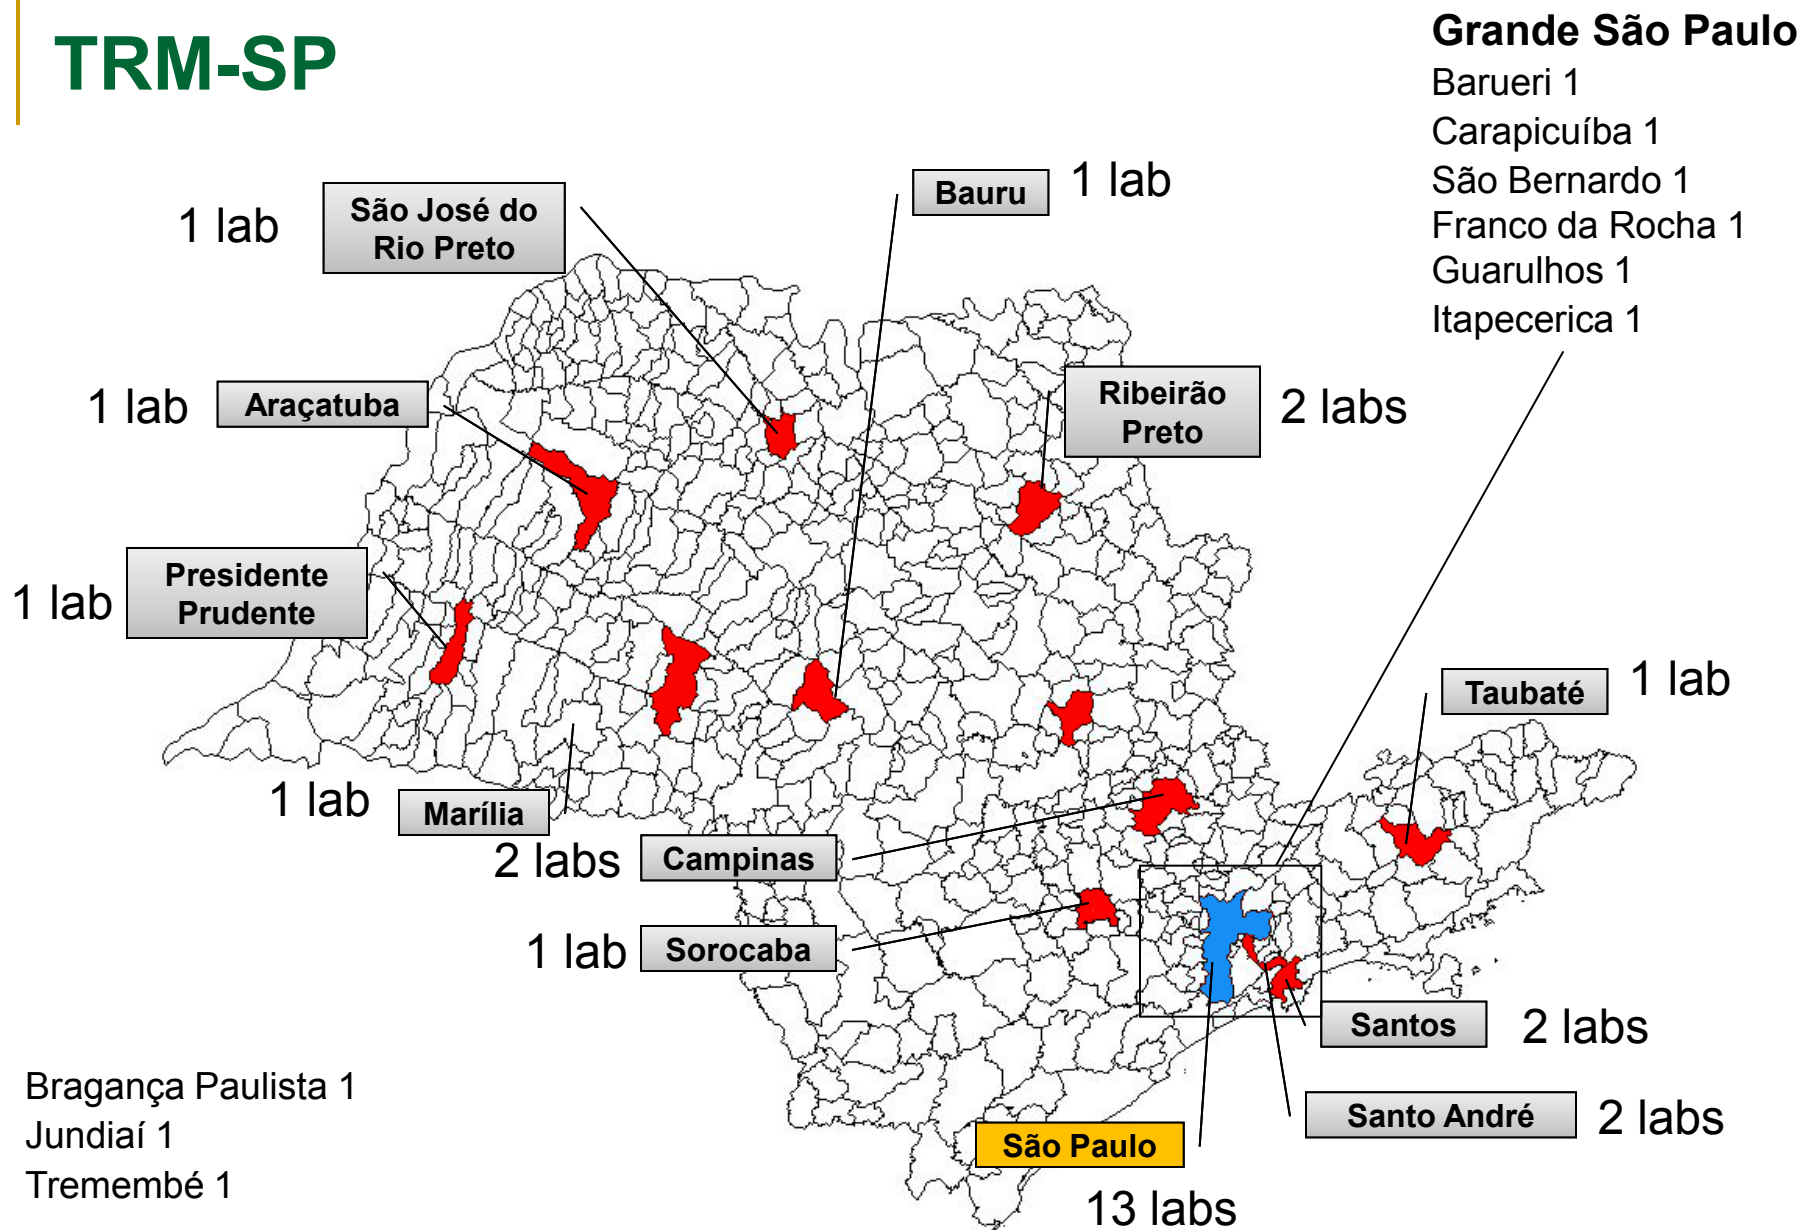 TRM-SP
Grande São Paulo
Barueri 1
Carapicuíba 1
São Bernardo 1
Franco da Rocha 1
Guarulhos 1
Itapecerica 1
1 lab
São José do
Rio Preto
Bauru
1 lab
1 lab
Araçatuba
Ribeirão
Preto
2 labs
1 lab
Presidente
Prudente
Taubaté
1 lab
1 lab
Marília
2 labs
Campinas
1 lab
Sorocaba
Santos
2 labs
Santo André
2 labs
São Paulo
13 labs
Bragança Paulista 1
Jundiaí 1
Tremembé 1